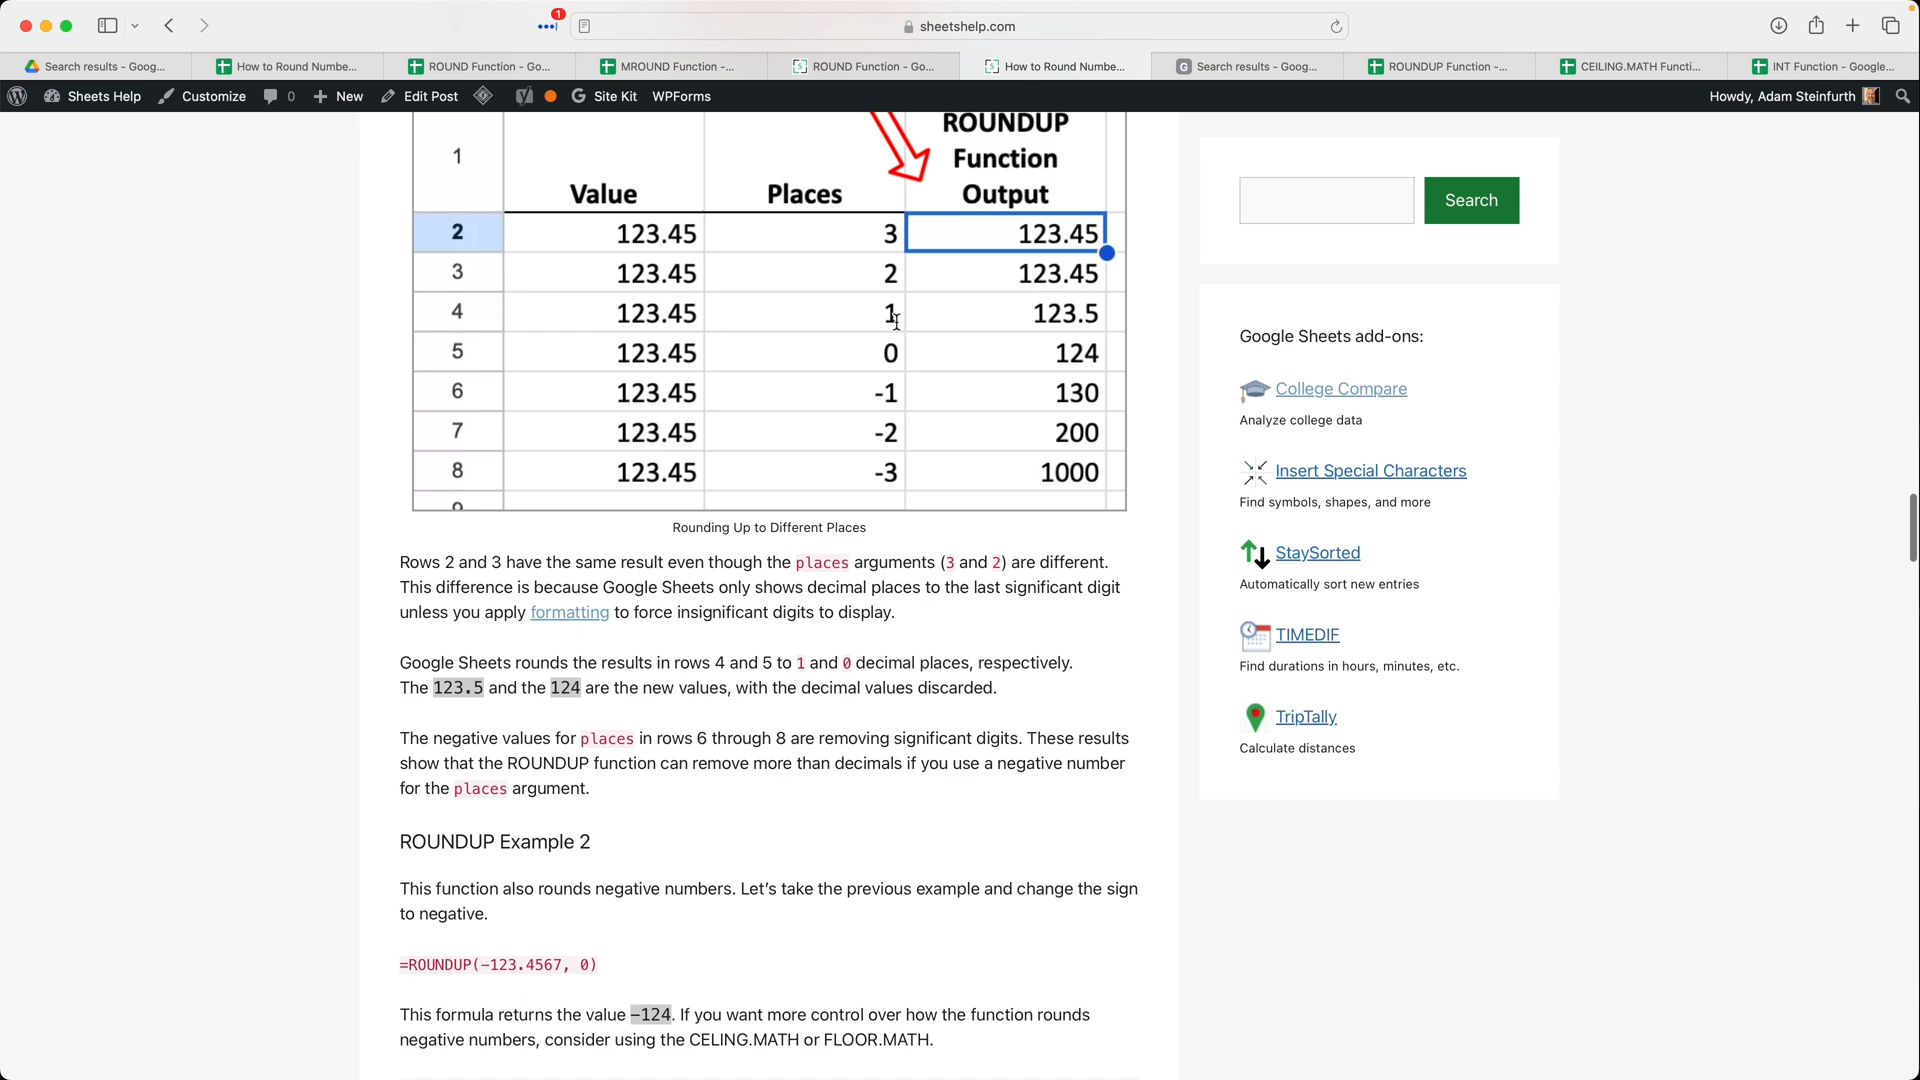 1
sheetshelp.com
Search results - Goog...
How to Round Numbe...
ROUND Function - Go...
MROUND Function -...
ROUND Function - Go...
How to Round Numbe...
Search results - Goog...
ROUNDUP Function -...
CEILING.MATH Functi...
INT Function - Google...
Sheets Help
Customize
0
New
Edit Post
Site Kit
WPForms
Howdy, Adam Steinfurth
1 Value Places ROUNDUP
Function
Output
2 123.45 3 123.45
3 123.45 2 123.45
4 123.45 1 123.5
5 123.45 0 124
6 123.45 -1 130
7 123.45 -2 200
8 123.45 -3 1000
9
Rounding Up to Different Places
Rows 2 and 3 have the same result even though the places arguments (3 and 2) are different.
This difference is because Google Sheets only shows decimal places to the last significant digit
unless you apply formatting to force insignificant digits to display.
Google Sheets rounds the results in rows 4 and 5 to 1 and 0 decimal places, respectively.
The 123.5 and the 124 are the new values, with the decimal values discarded.
The negative values for places in rows 6 through 8 are removing significant digits. These results
show that the ROUNDUP function can remove more than decimals if you use a negative number
for the places argument.
ROUNDUP Example 2
This function also rounds negative numbers. Let’s take the previous example and change the sign
to negative.
=ROUNDUP(-123.4567, 0)
This formula returns the value -124. If you want more control over how the function rounds
negative numbers, consider using the CELING.MATH or FLOOR.MATH.
Search
Google Sheets add-ons:
College Compare
Analyze college data
Insert Special Characters
Find symbols, shapes, and more
StaySorted
Automatically sort new entries
TIMEDIF
Find durations in hours, minutes, etc.
TripTally
Calculate distances